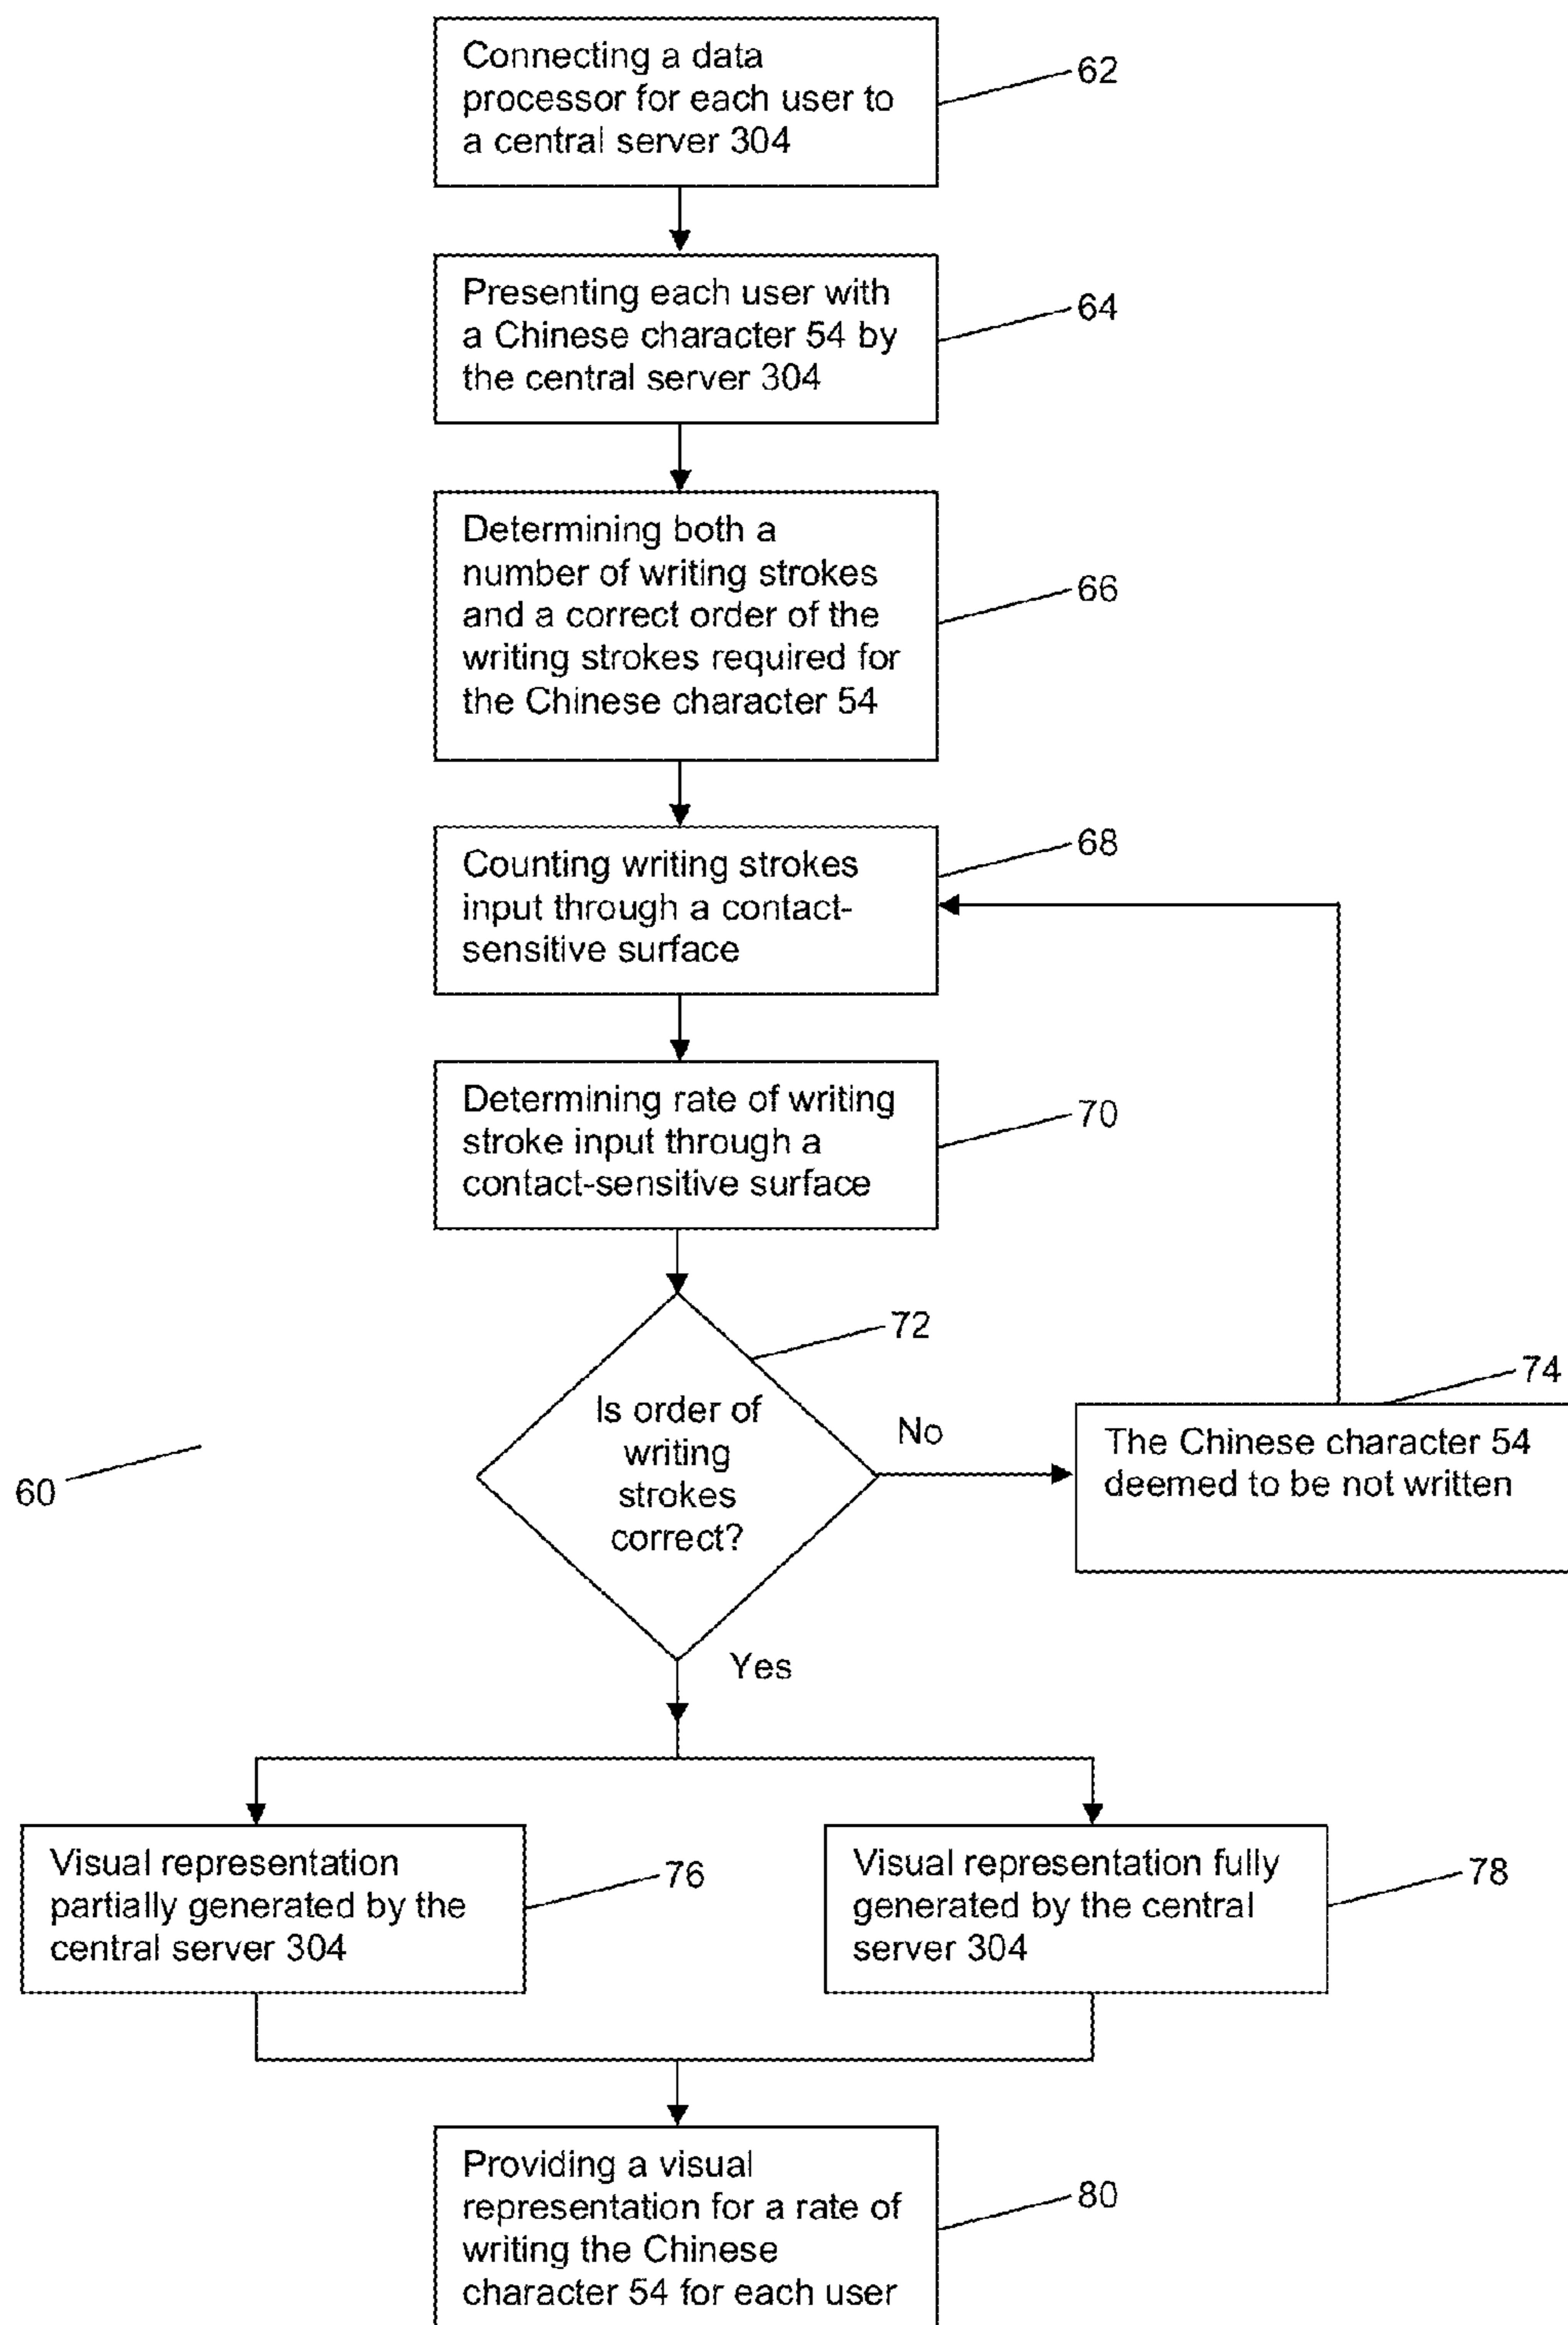 Connecting a data
processor for each user to
a central server 304
62
Presenting each user with
a Chinese character 54 by
the central server 304
64
Determining both a
number of writing strokes
and a correct order of the
writing strokes required for
the Chinese character 54
66
Counting writing strokes
input through a contact-
sensitive surface
68
Determining rate of writing
stroke input through a
contact-sensitive surface
70
72
Is order of
writing
strokes
correct?
No
74
The Chinese character 54
deemed to be not written
60
Yes
Visual representation
partially generated by the
central server 304
76
Visual representation fully
generated by the central
server 304
78
Providing a visual
representation for a rate of
writing the Chinese
character 54 for each user
80